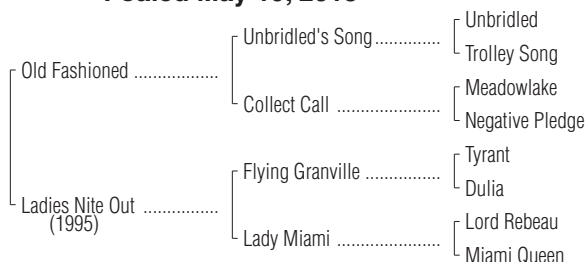 Unbridled
Unbridled's Song ..............
Trolley Song
Old Fashioned ..................
Meadowlake
Collect Call ......................
Negative Pledge
Tyrant
Flying Granville .................
Dulia
Ladies Nite Out .................
(1995)
Lord Rebeau
Lady Miami .......................
Miami Queen